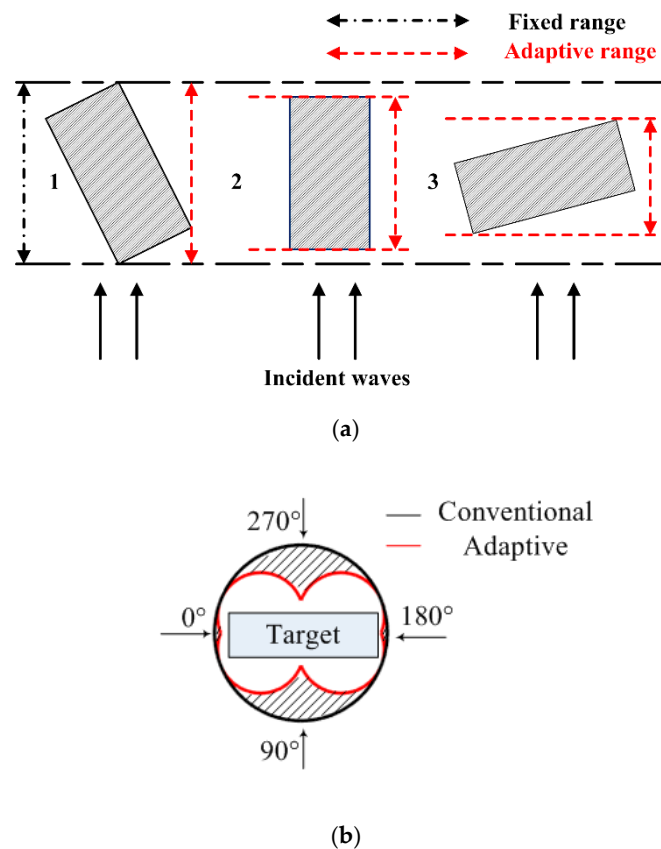 Fixed range
Adaptive range
1
2
3
Incident waves
(a)
270°
Conventional
Adaptive
0°
180°
Target
90°
(b)